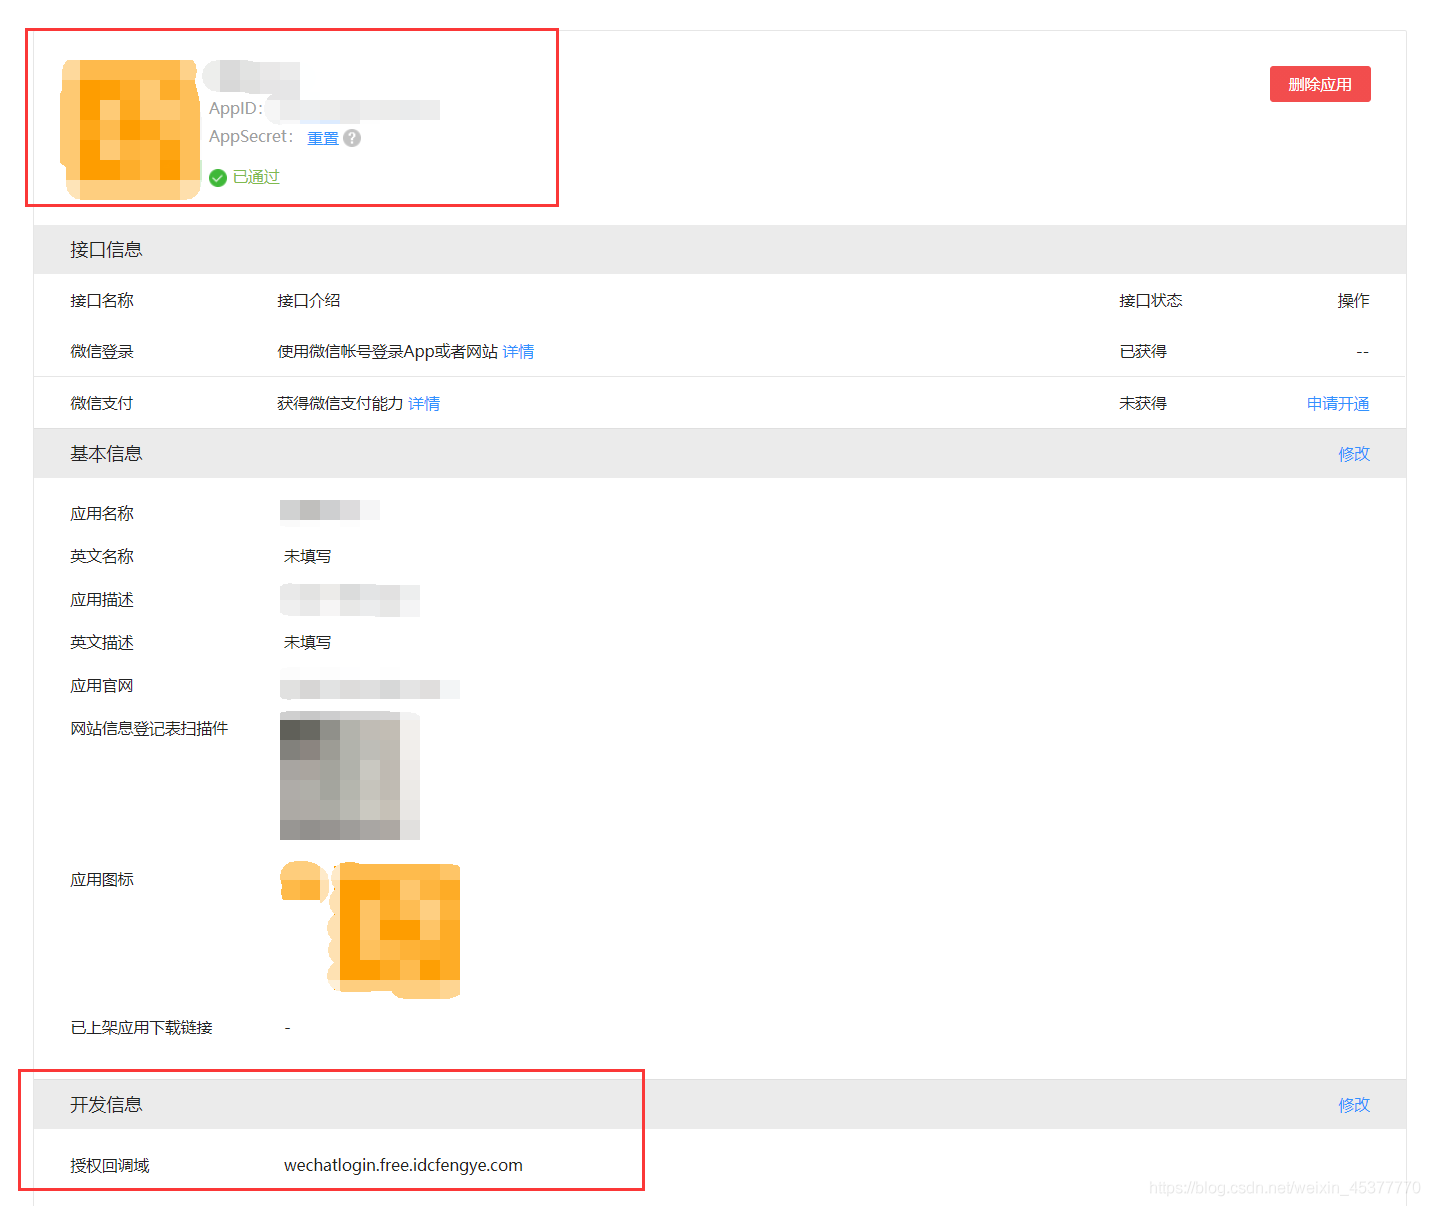 删除应用
AppID:
AppSecret: 重置 ?
已通过
接口信息
接口名称 接口介绍 接口状态 操作
微信登录 使用微信帐号登录App或者网站 详情 已获得 --
微信支付 获得微信支付能力 详情 未获得 申请开通
基本信息 修改
应用名称
英文名称 未填写
应用描述
英文描述 未填写
应用官网
网站信息登记表扫描件
应用图标
已上架应用下载链接 -
开发信息 修改
授权回调域 wechatlogin.free.idcfengye.com
https://blog.csdn.net/weixin_45377770